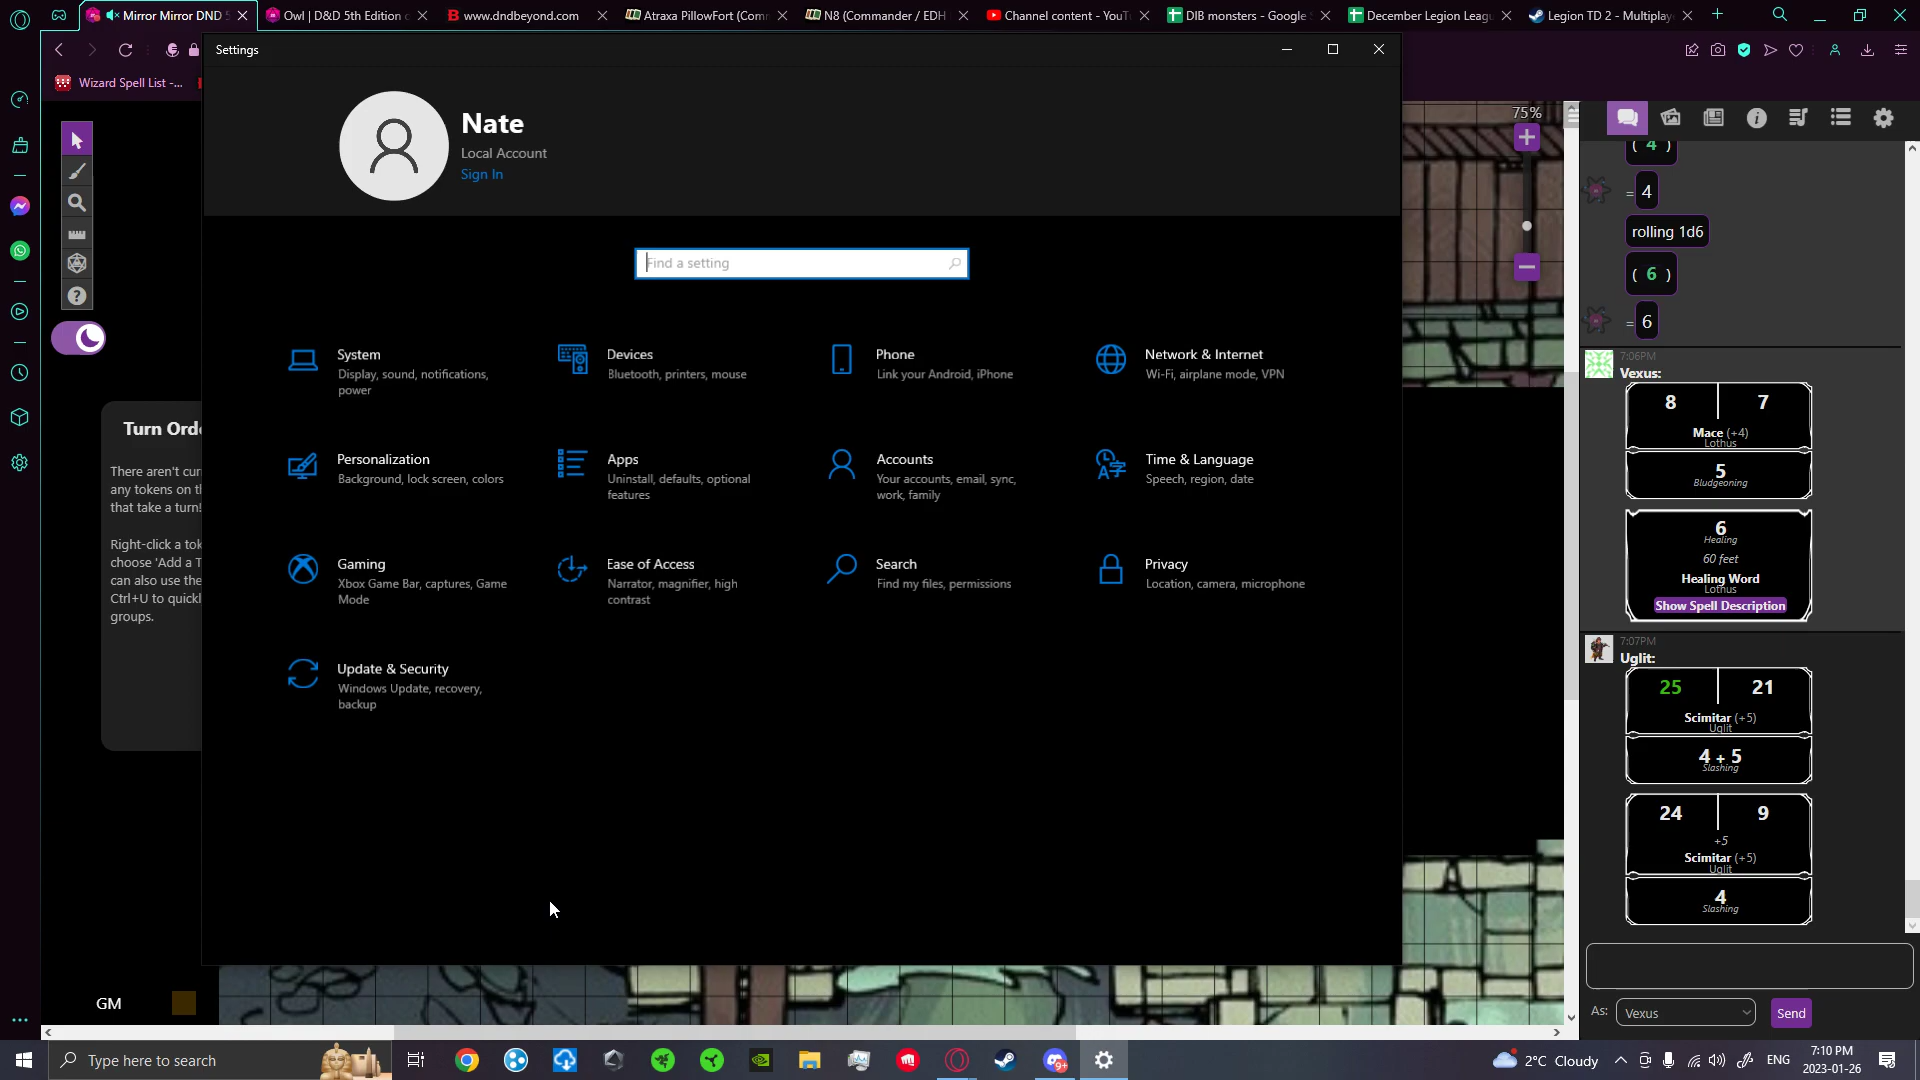 Mirror Mirror DND 5
Owl | D&D 5th Edition o
www.dndbeyond.com
Atraxa PillowFort (Comm
N8 (Commander / EDH
Channel content - YouT
DIB monsters - Google
December Legion Leagu
Legion TD 2 - Multiplay
Wizard Spell List -...
Settings
Nate
Local Account
Sign In
Find a setting
System
Display, sound, notifications,
power
Devices
Bluetooth, printers, mouse
Phone
Link your Android, iPhone
Network & Internet
Wi-Fi, airplane mode, VPN
Personalization
Background, lock screen, colors
Apps
Uninstall, defaults, optional
features
Accounts
Your accounts, email, sync,
work, family
Time & Language
Speech, region, date
Gaming
Xbox Game Bar, captures, Game
Mode
Ease of Access
Narrator, magnifier, high
contrast
Search
Find my files, permissions
Privacy
Location, camera, microphone
Update & Security
Windows Update, recovery,
backup
Turn Orde
There aren't cur
any tokens on th
that take a turn!
Right-click a tok
choose 'Add a T
can also use the
Ctrl+U to quickl
groups.
GM
75%
( 4 )
= 4
rolling 1d6
( 6 )
= 6
7:06PM
Vexus:
8 7
Mace (+4)
Lothus
5
Bludgeoning
6
Healing
60 feet
Healing Word
Lothus
Show Spell Description
7:07PM
Uglit:
25 21
Scimitar (+5)
Uglit
4 + 5
Slashing
24 9
+5
Scimitar (+5)
Uglit
4
Slashing
As: Vexus Send
Type here to search
9+
2°C Cloudy
ENG
7:10 PM
2023-01-26